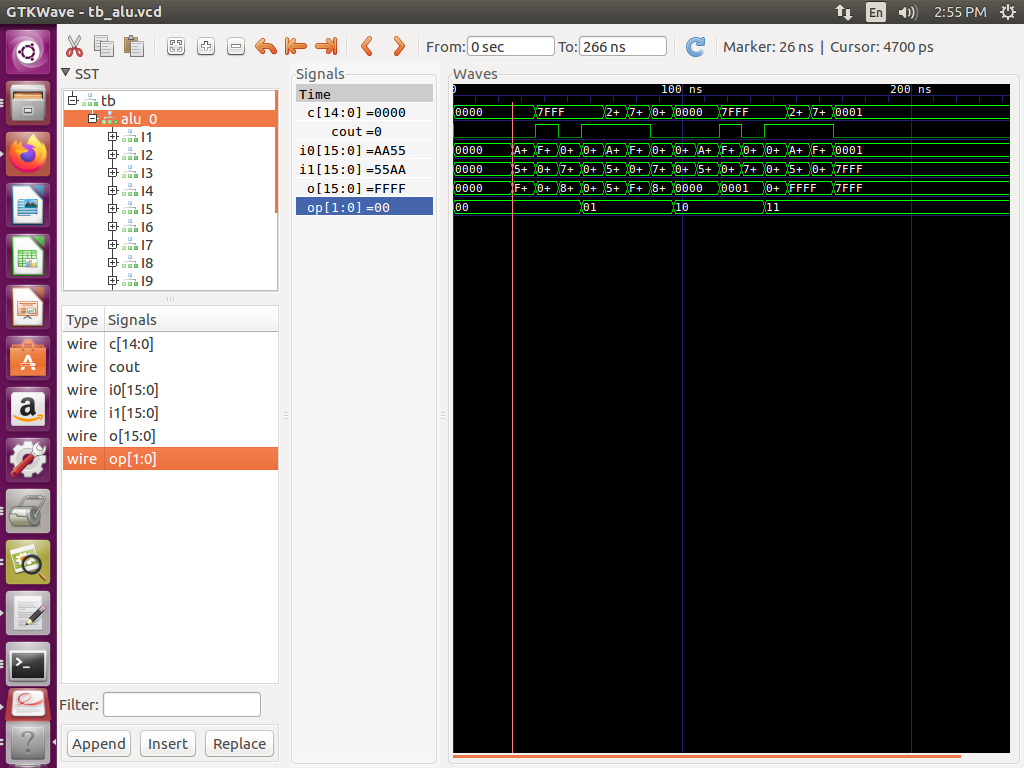 GTKWave - tb_alu.vcd
En
2:55 PM
From:
0 sec
To:
266 ns
Marker: 26 ns | Cursor: 4700 ps
SST
tb
alu_0
I1
I2
I3
I4
I5
I6
I7
I8
I9
Type Signals
wire c[14:0]
wire cout
wire i0[15:0]
wire i1[15:0]
wire o[15:0]
wire op[1:0]
Filter:
Append Insert Replace
Signals
Time
c[14:0] =0000
cout =0
i0[15:0] =AA55
i1[15:0] =55AA
o[15:0] =FFFF
op[1:0] =00
Waves
0 100 ns 200 ns
0000 7FFF 2+ 7+ 0+ 0000 7FFF 2+ 7+ 0001
0000 A+ F+ 0+ 0+ A+ F+ 0+ 0+ A+ F+ 0+ 0+ A+ F+ 0001
0000 5+ 0+ 7+ 0+ 5+ 0+ 7+ 0+ 5+ 0+ 7+ 0+ 5+ 0+ 7FFF
0000 F+ 0+ 8+ 0+ 5+ F+ 8+ 0000 0001 0+ FFFF 7FFF
00 01 10 11